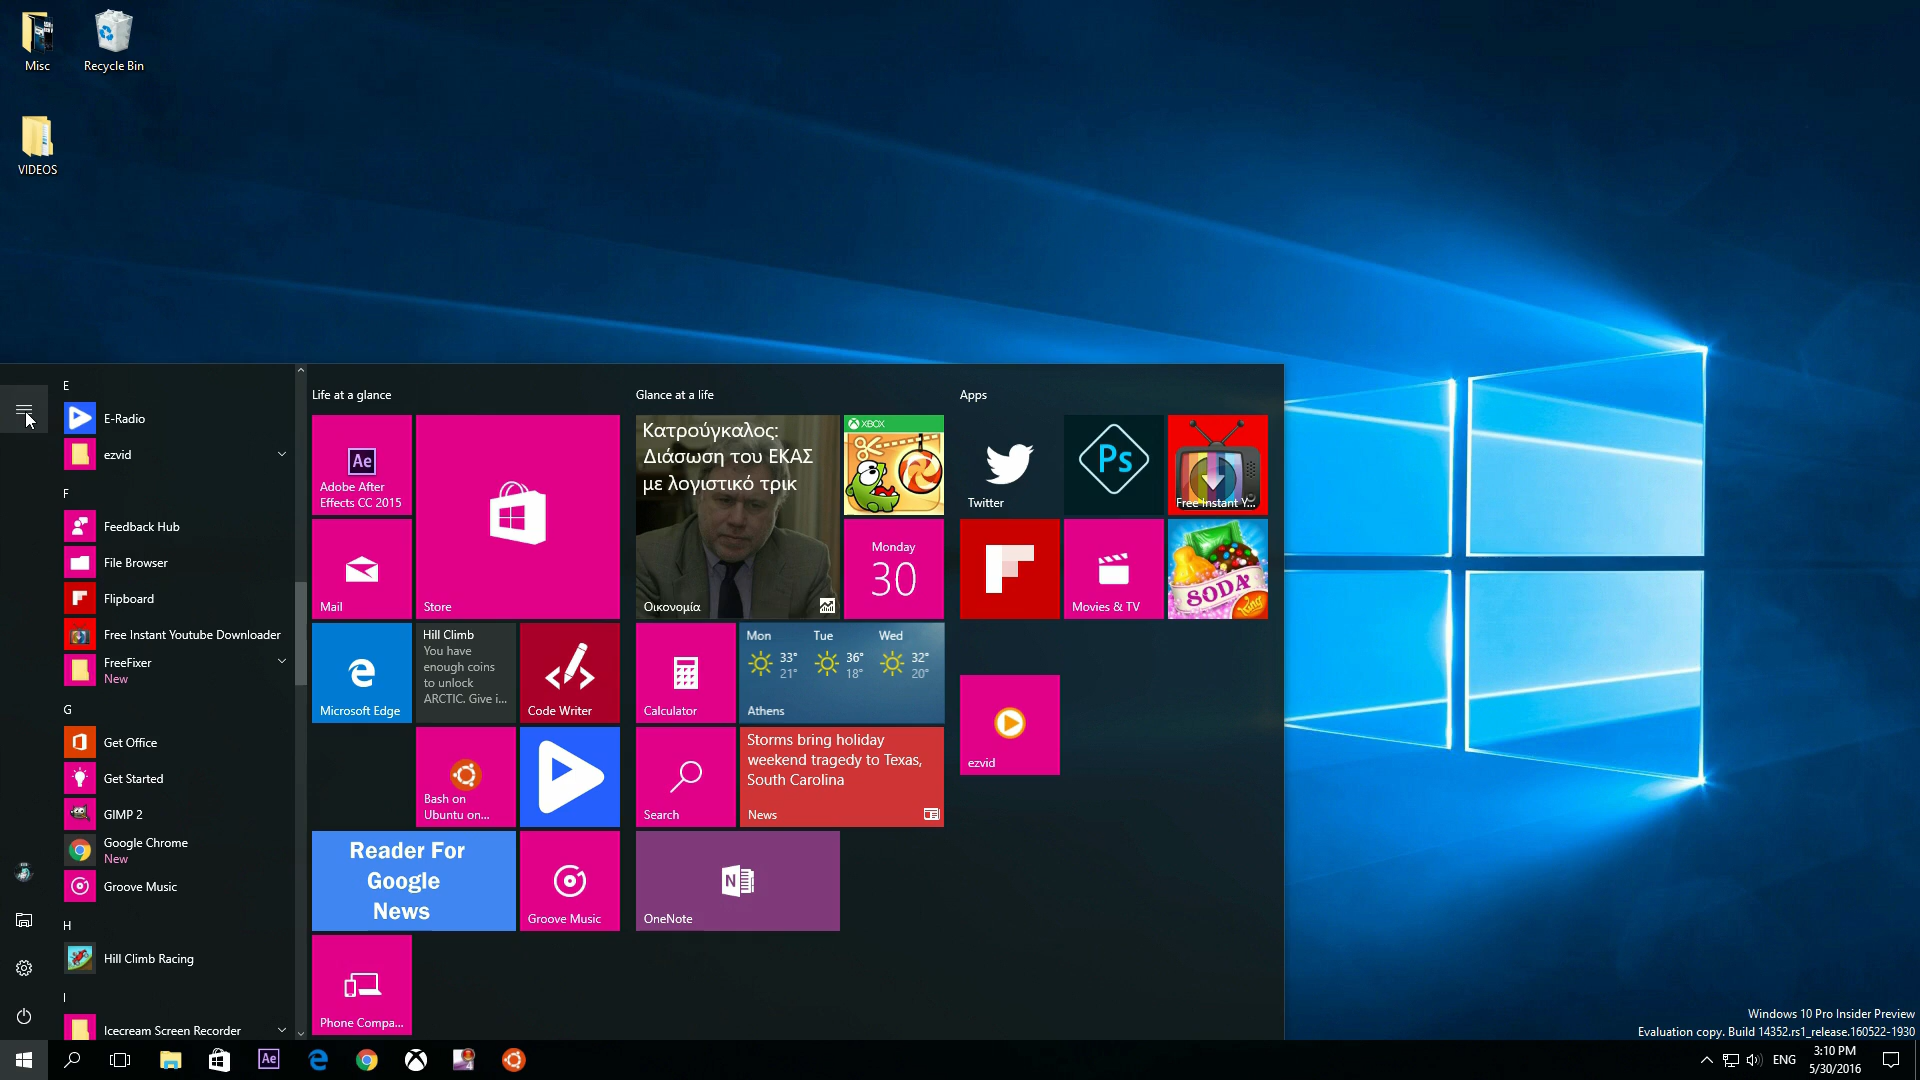 Misc
Recycle Bin
VIDEOS
E
E-Radio
ezvid
F
Feedback Hub
File Browser
Flipboard
Free Instant Youtube Downloader
FreeFixer
New
G
Get Office
Get Started
GIMP 2
Google Chrome
New
Groove Music
H
Hill Climb Racing
I
Icecream Screen Recorder
Life at a glance
Ae
Adobe After
Effects CC 2015
Store
Mail
Microsoft Edge
Hill Climb
You have
enough coins
to unlock
ARCTIC. Give i...
Code Writer
Bash on
Ubuntu on...
Reader For
Google
News
Groove Music
Phone Compa...
Glance at a life
Κατρούγκαλος:
Διάσωση του ΕΚΑΣ
με λογιστικό τρικ
Οικονομία
XBOX
Monday
30
Calculator
Mon Tue Wed
33° 36° 32°
21° 18° 20°
Athens
Search
Storms bring holiday
weekend tragedy to Texas,
South Carolina
News
N
OneNote
Apps
Twitter
Ps
Free Instant Y...
Movies & TV
SODA
King
ezvid
Windows 10 Pro Insider Preview
Evaluation copy. Build 14352.rs1_release.160522-1930
Ae
ENG
3:10 PM
5/30/2016